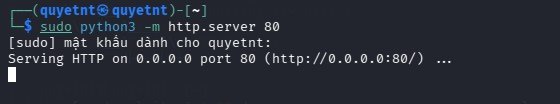 ┌──(quyetnt㉿quyetnt)-[~]
└─$ sudo python3 -m http.server 80
[sudo] mật khẩu dành cho quyetnt:
Serving HTTP on 0.0.0.0 port 80 (http://0.0.0.0:80/) ...